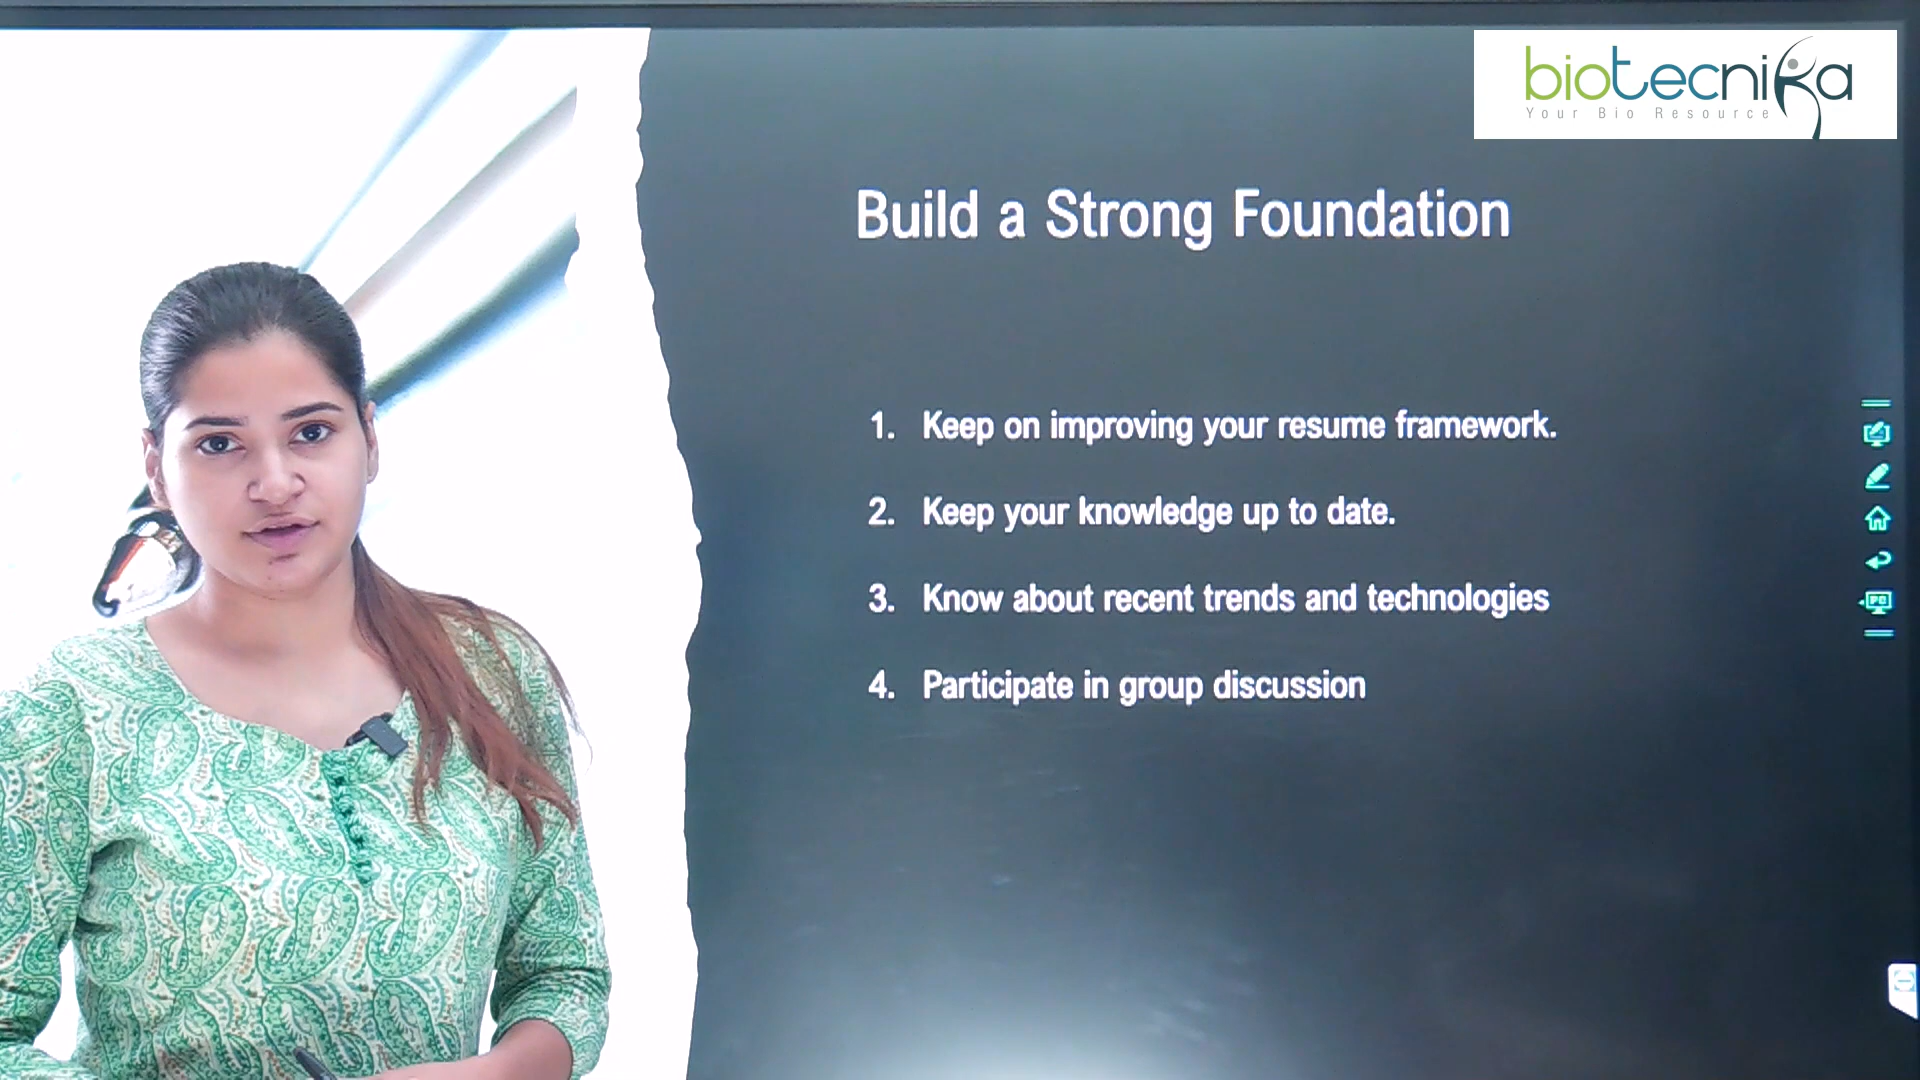 biotecnika
Your Bio Resource
Build a Strong Foundation
1. Keep on improving your resume framework.
2. Keep your knowledge up to date.
3. Know about recent trends and technologies
4. Participate in group discussion
PC